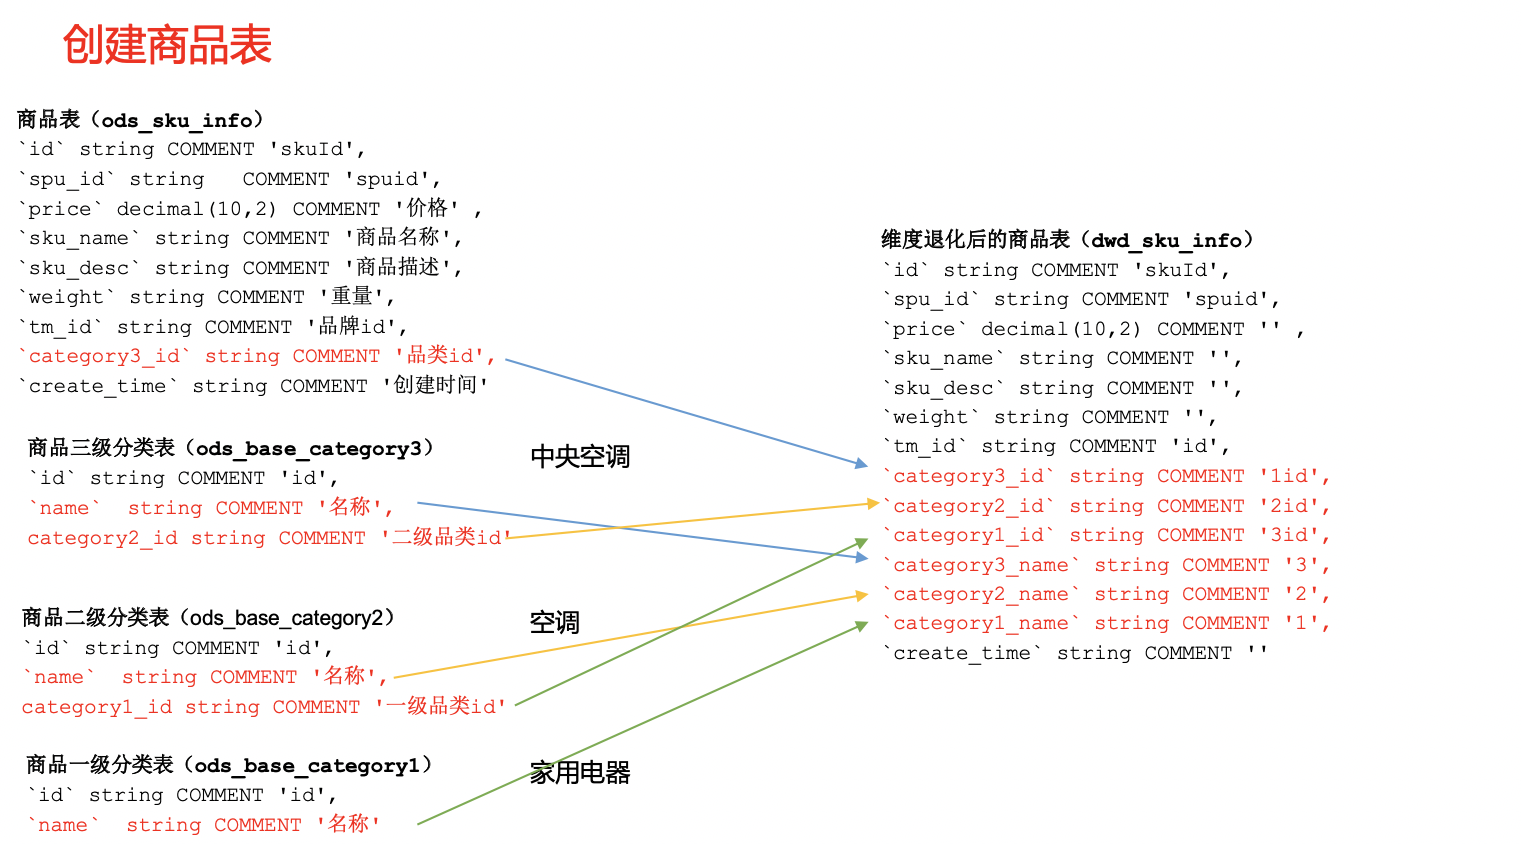 创建商品表
商品表（ods_sku_info）
`id` string COMMENT 'skuId',
`spu_id` string   COMMENT 'spuid',
`price` decimal(10,2) COMMENT '价格' ,
`sku_name` string COMMENT '商品名称',
`sku_desc` string COMMENT '商品描述',
`weight` string COMMENT '重量',
`tm_id` string COMMENT '品牌id',
`category3_id` string COMMENT '品类id',
`create_time` string COMMENT '创建时间'
商品三级分类表（ods_base_category3）
`id` string COMMENT 'id',
`name`  string COMMENT '名称',
category2_id string COMMENT '二级品类id'
中央空调
商品二级分类表（ods_base_category2）
`id` string COMMENT 'id',
`name`  string COMMENT '名称',
category1_id string COMMENT '一级品类id'
空调
商品一级分类表（ods_base_category1）
`id` string COMMENT 'id',
`name`  string COMMENT '名称'
家用电器
维度退化后的商品表（dwd_sku_info）
`id` string COMMENT 'skuId',
`spu_id` string COMMENT 'spuid',
`price` decimal(10,2) COMMENT '' ,
`sku_name` string COMMENT '',
`sku_desc` string COMMENT '',
`weight` string COMMENT '',
`tm_id` string COMMENT 'id',
`category3_id` string COMMENT '1id',
`category2_id` string COMMENT '2id',
`category1_id` string COMMENT '3id',
`category3_name` string COMMENT '3',
`category2_name` string COMMENT '2',
`category1_name` string COMMENT '1',
`create_time` string COMMENT ''